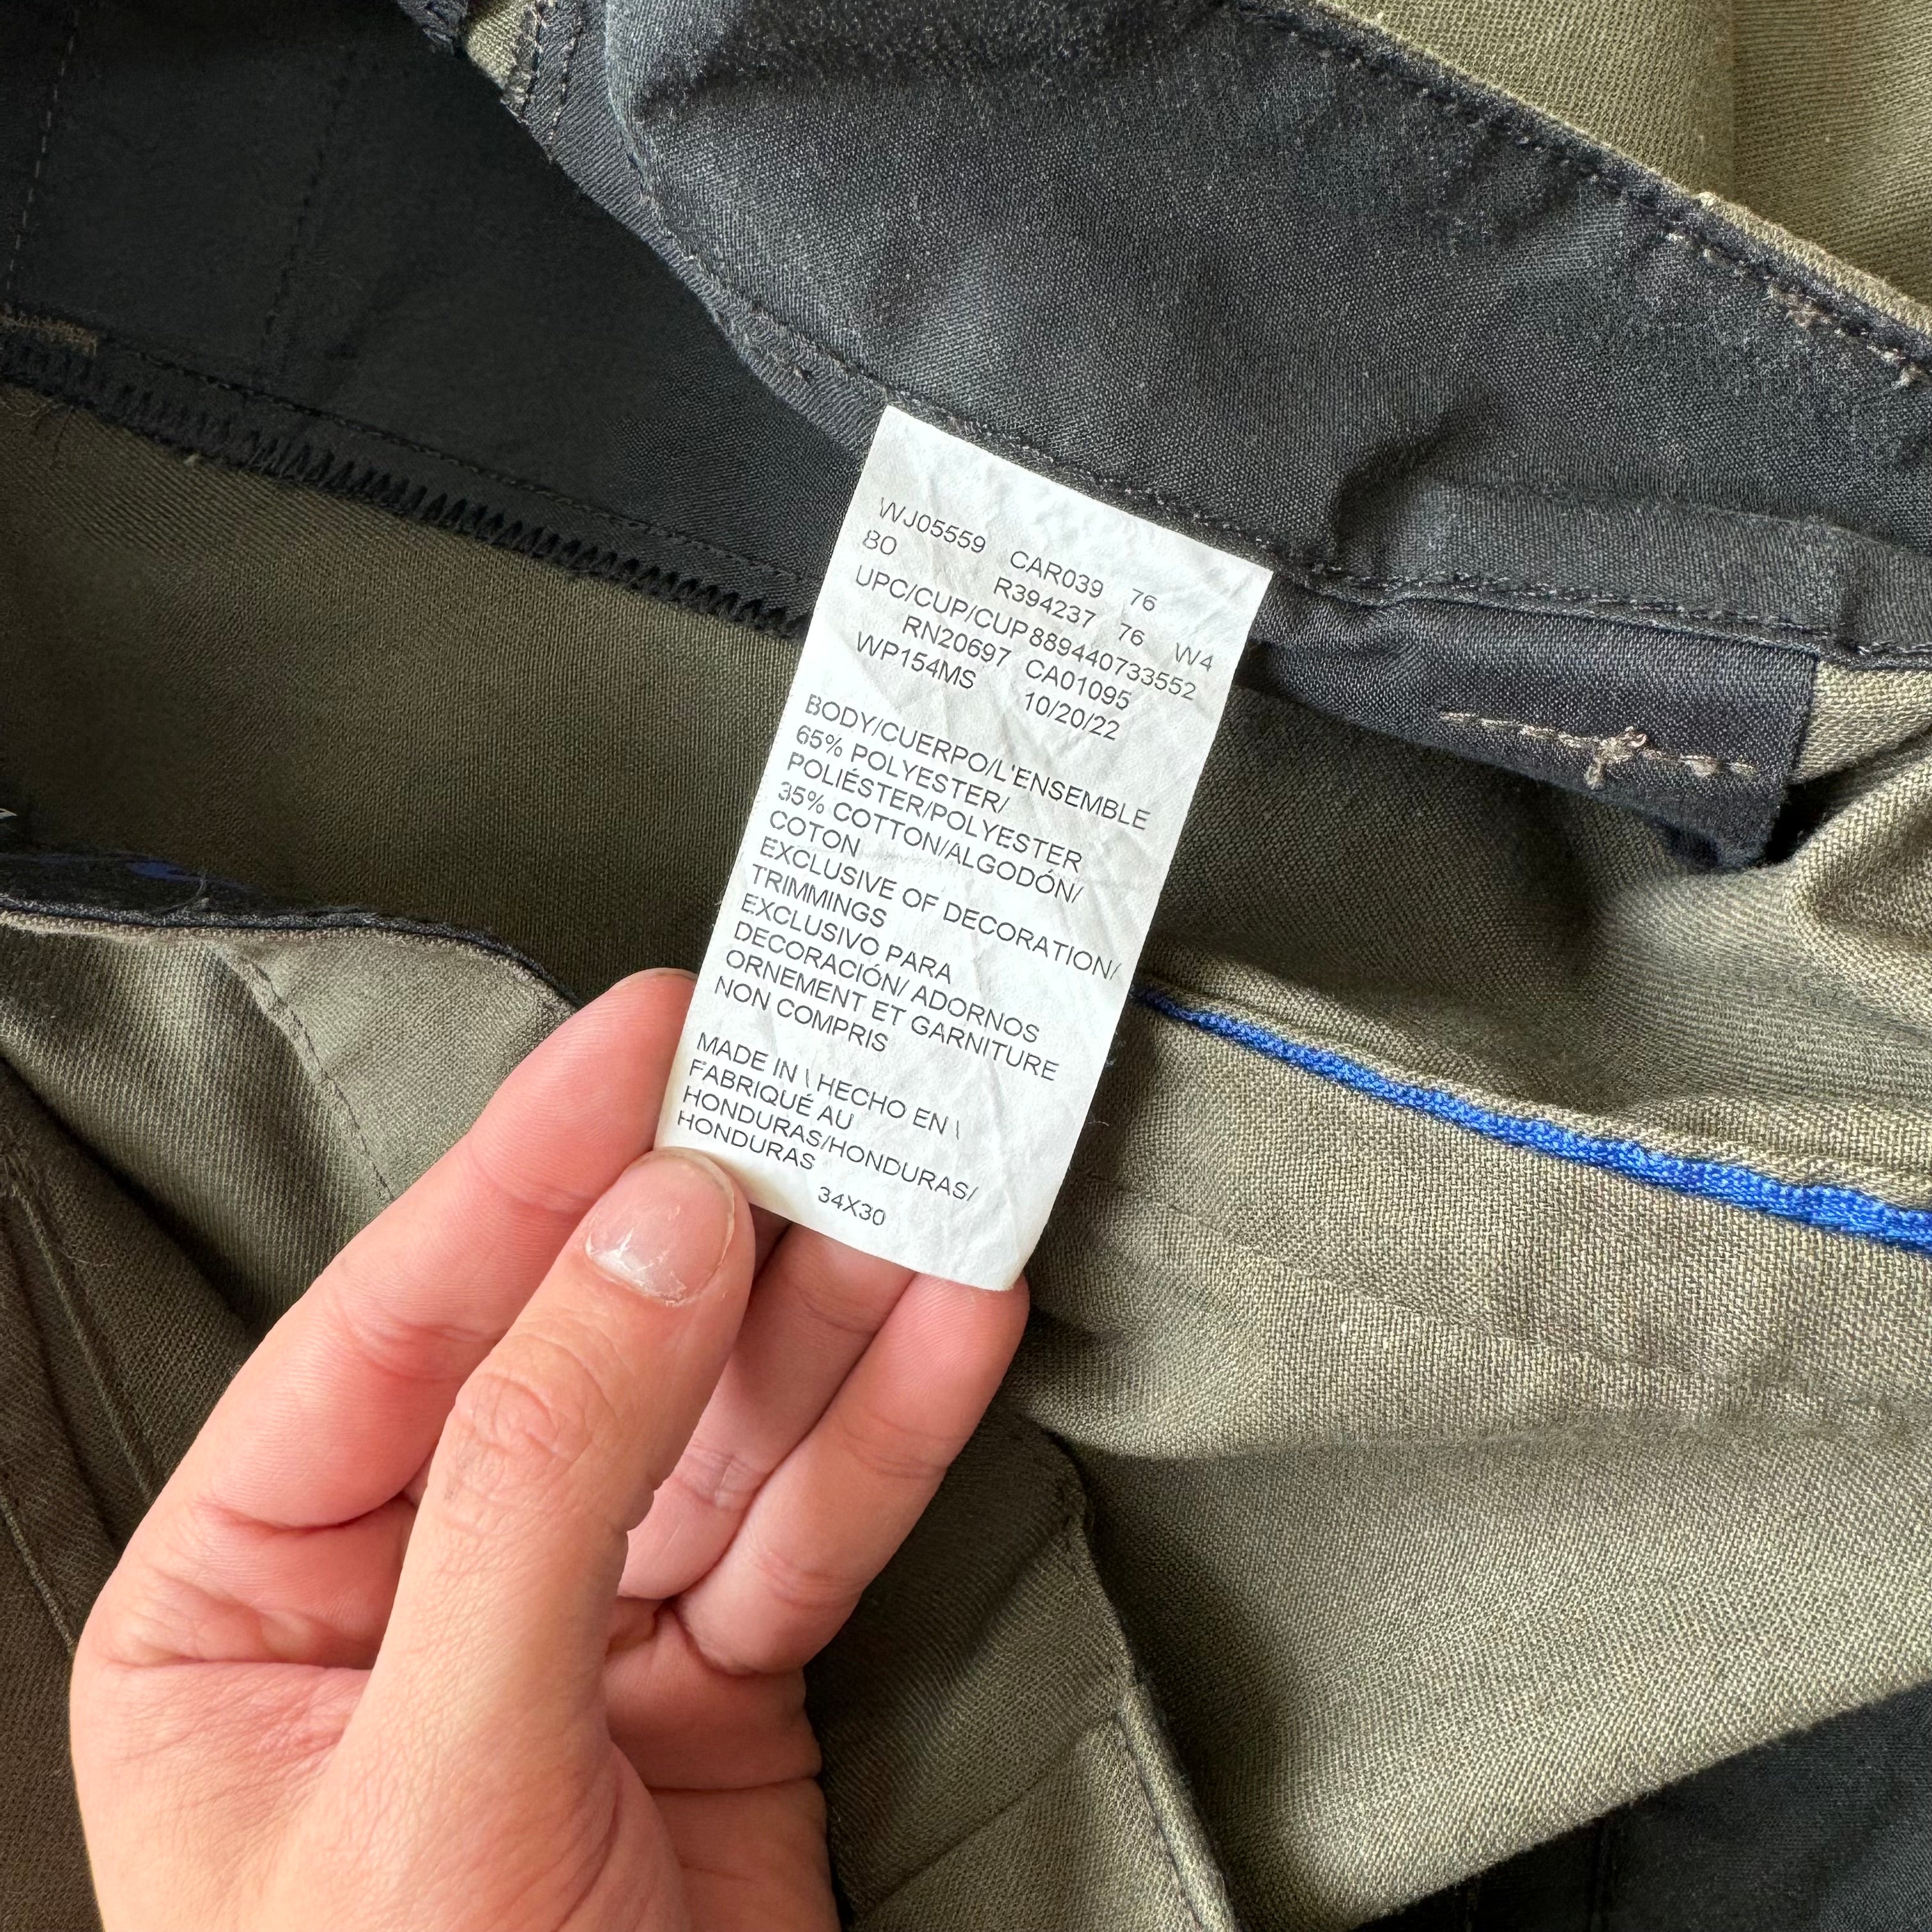 WJ05559 CAR039 76
80 R394237 76 W4
UPC/CUP/CUP889440733552
RN20697 CA01095
WP154MS 10/20/22
BODY/CUERPO/L'ENSEMBLE
65% POLYESTER/
POLIÉSTER/POLYESTER
35% COTTON/ALGODÓN/
COTON
EXCLUSIVE OF DECORATION/
TRIMMINGS
EXCLUSIVO PARA
DECORACIÓN/ ADORNOS
ORNEMENT ET GARNITURE
NON COMPRIS
MADE IN \ HECHO EN \
FABRIQUÉ AU
HONDURAS/HONDURAS/
HONDURAS
34X30